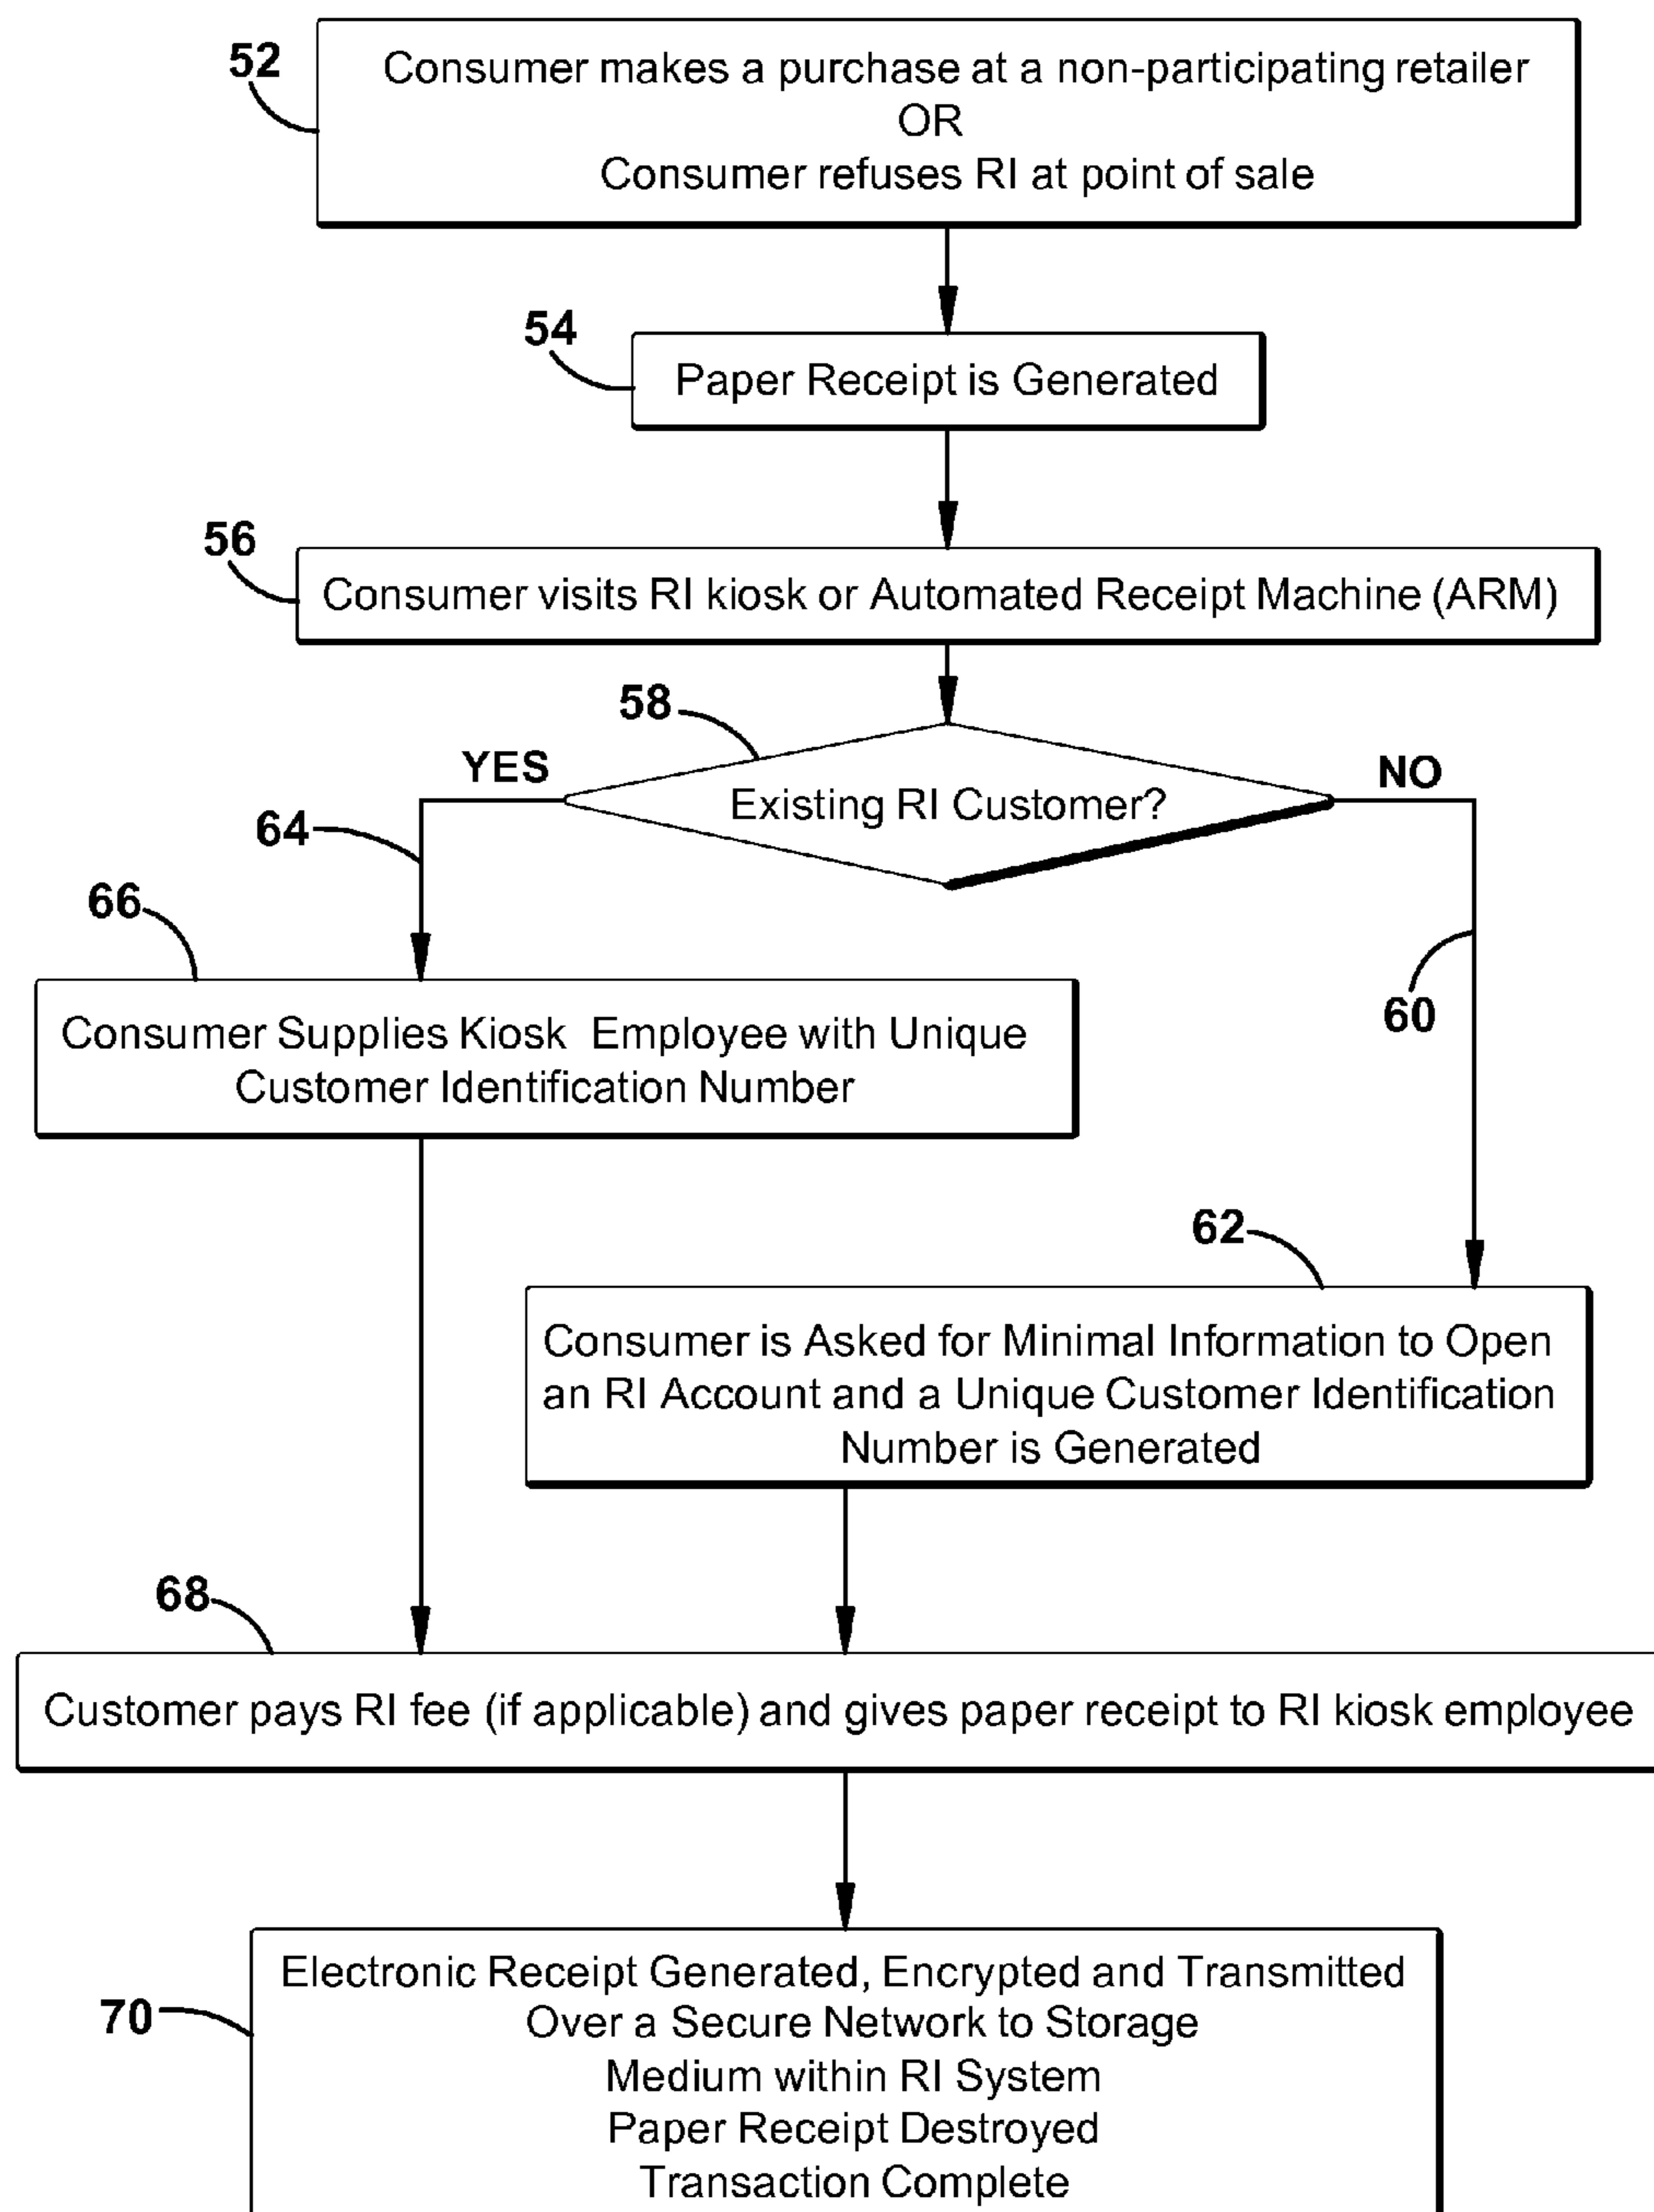 52
Consumer makes a purchase at a non-participating retailer
OR
Consumer refuses RI at point of sale
54
Paper Receipt is Generated
56
Consumer visits RI kiosk or Automated Receipt Machine (ARM)
58
YES
NO
Existing RI Customer?
64
66
60
Consumer Supplies Kiosk Employee with Unique
Customer Identification Number
62
Consumer is Asked for Minimal Information to Open
an RI Account and a Unique Customer Identification
Number is Generated
68
Customer pays RI fee (if applicable) and gives paper receipt to RI kiosk employee
70
Electronic Receipt Generated, Encrypted and Transmitted
Over a Secure Network to Storage
Medium within RI System
Paper Receipt Destroyed
Transaction Complete